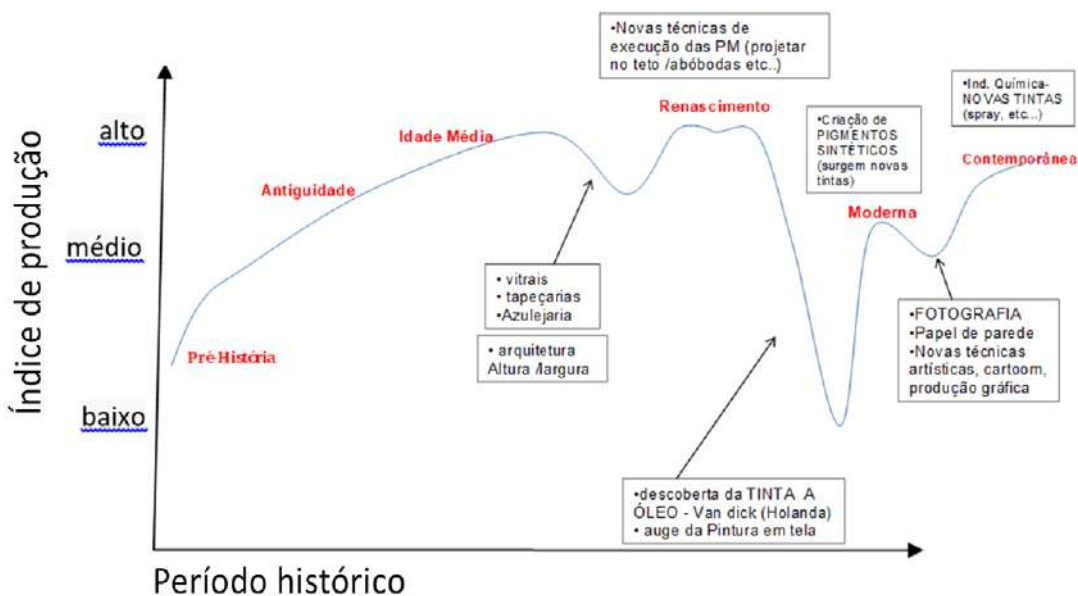 •Novas técnicas de
execução das PM (projetar
no teto /abóbodas etc..)
•Ind. Química-
NOVAS TINTAS
(spray, etc...)
Renascimento
•Criação de
PIGMENTOS
SINTÉTICOS
(surgem novas
tintas)
alto
Idade Média
Contemporânea
Antiguidade
Moderna
Índice de produção
médio
• vitrais
• tapeçarias
•Azulejaria
• arquitetura
Altura /largura
•FOTOGRAFIA
•Papel de parede
•Novas técnicas
artísticas, cartoom,
produção gráfica
Pré-História
baixo
•descoberta da TINTA A
ÓLEO - Van dick (Holanda)
• auge da Pintura em tela
Período histórico